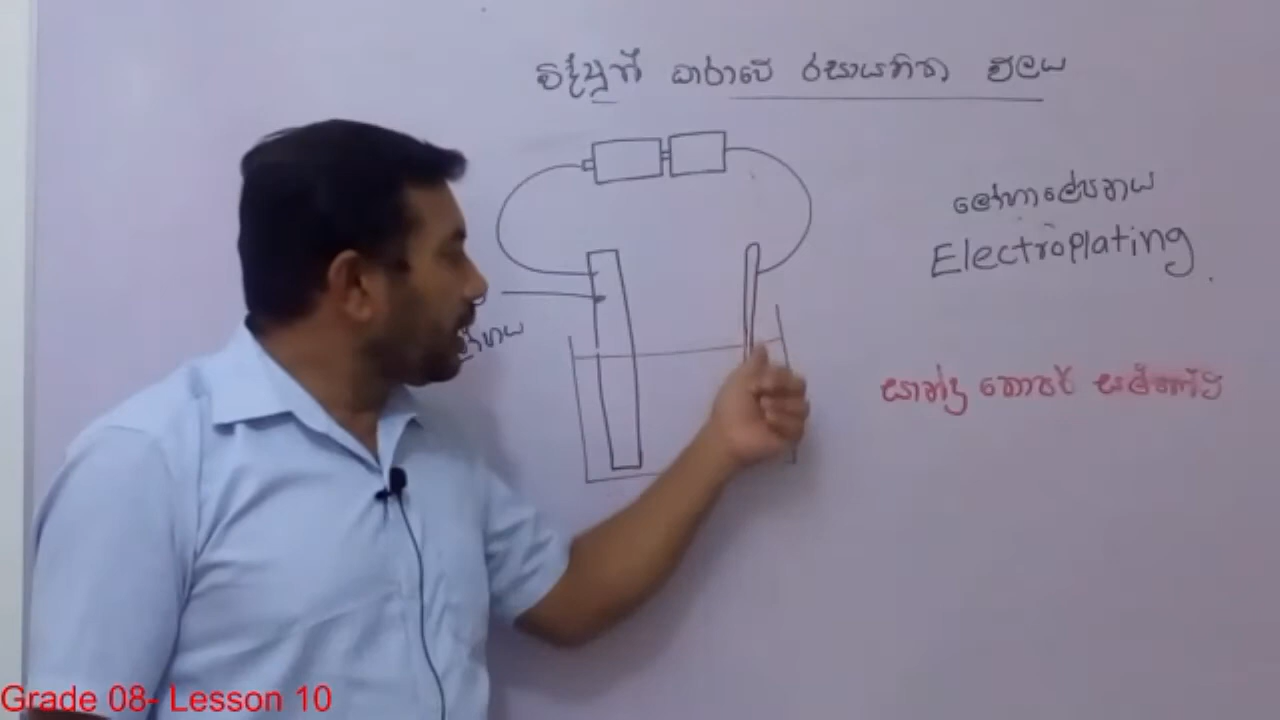 විද්යුත් ධාරාවේ රසායනික ඵලය
ලෝහාලේපනය
Electroplating
සාන්ද්‍ර කොපර් සල්ෆේට්
Grade 08- Lesson 10